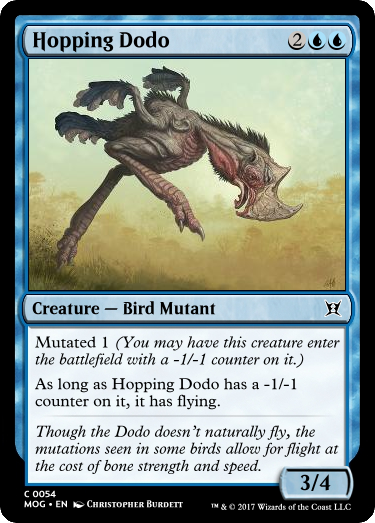 Hopping Dodo 2
Creature — Bird Mutant
Mutated 1 (You may have this creature enter
the battlefield with a -1/-1 counter on it.)
As long as Hopping Dodo has a -1/-1
counter on it, it has flying.
Though the Dodo doesn't naturally fly, the
mutations seen in some birds allow for flight at
the cost of bone strength and speed.
3/4
C 0054
MOG • EN Christopher Burdett
™ & © 2017 Wizards of the Coast LLC